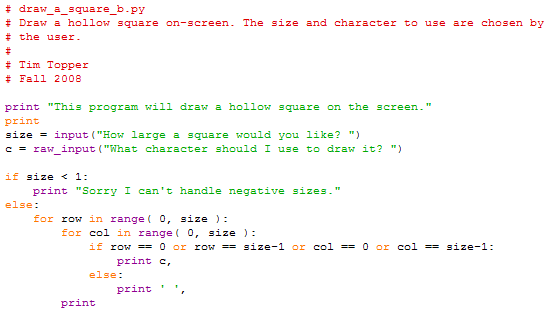 # draw_a_square_b.py
# Draw a hollow square on-screen. The size and character to use are chosen by
# the user.
#
# Tim Topper
# Fall 2008

print "This program will draw a hollow square on the screen."
print
size = input("How large a square would you like? ")
c = raw_input("What character should I use to draw it? ")

if size < 1:
    print "Sorry I can't handle negative sizes."
else:
    for row in range( 0, size ):
        for col in range( 0, size ):
            if row == 0 or row == size-1 or col == 0 or col == size-1:
                print c,
            else:
                print ' ',
        print